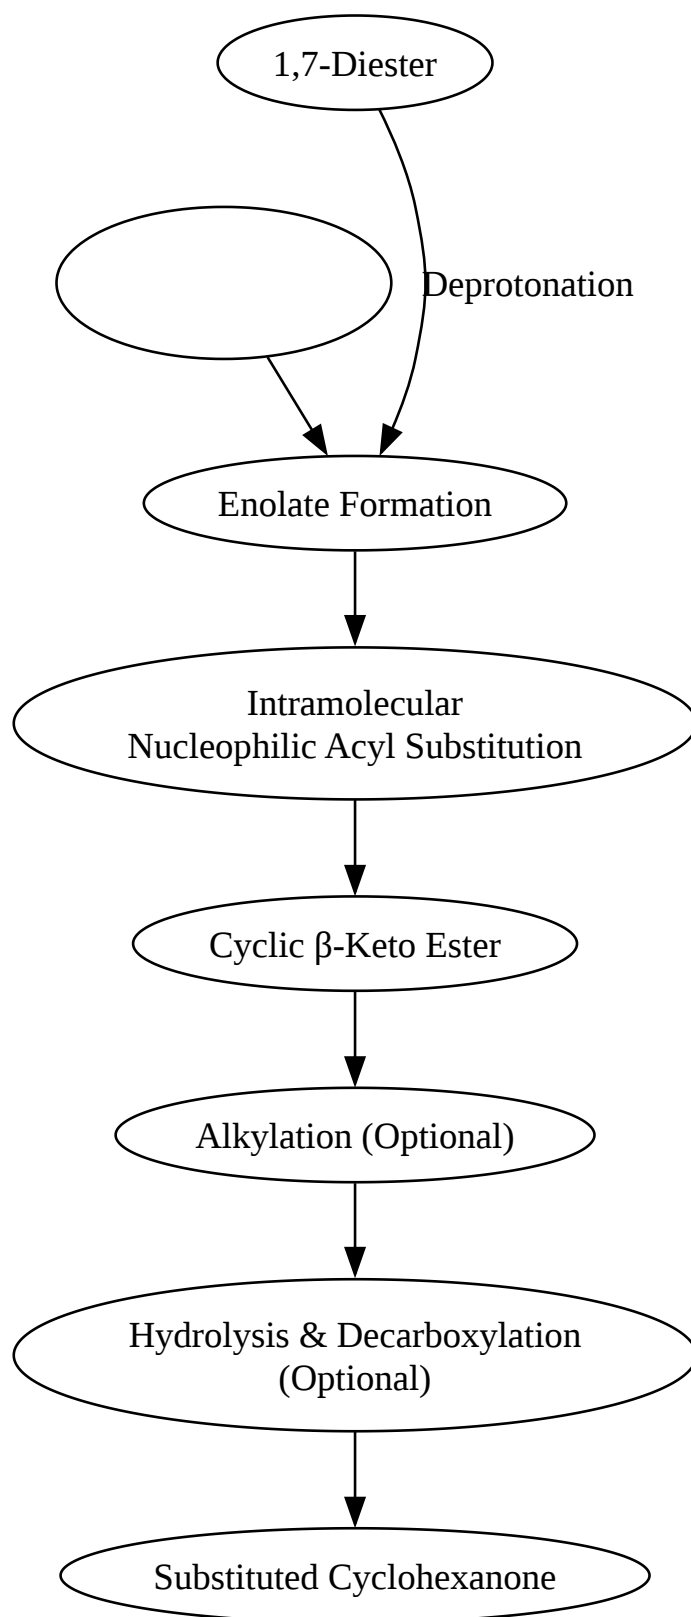 1,7-Diester
Deprotonation
Enolate Formation
Intramolecular
Nucleophilic Acyl Substitution
Cyclic β-Keto Ester
Alkylation (Optional)
Hydrolysis & Decarboxylation
(Optional)
Substituted Cyclohexanone